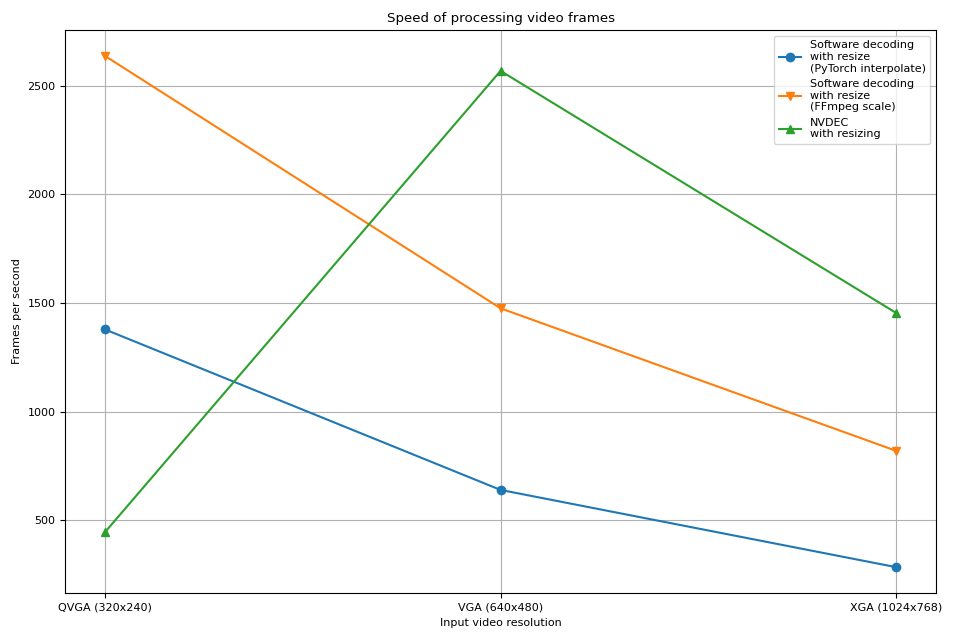 Speed of processing video frames
Software decoding
with resize
(PyTorch interpolate)
Software decoding
with resize
(FFmpeg scale)
NVDEC
with resizing
Frames per second
2500
2000
1500
1000
500
QVGA (320x240)
VGA (640x480)
XGA (1024x768)
Input video resolution